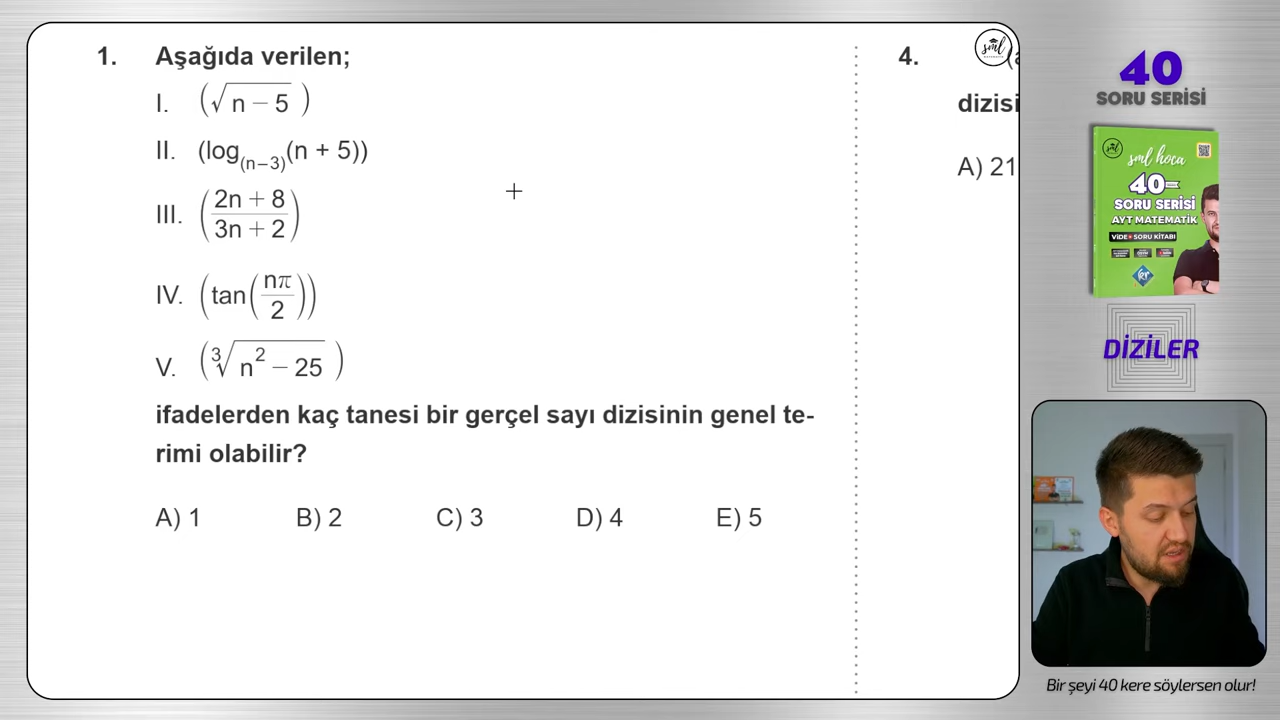 1. Aşağıda verilen;
I. (√n – 5)
II. (log(n–3)(n + 5))
III. (2n + 8 / 3n + 2)
IV. (tan(nπ / 2))
V. (³√n² – 25)
ifadelerden kaç tanesi bir gerçel sayı dizisinin genel te-
rimi olabilir?
A) 1 B) 2 C) 3 D) 4 E) 5
4.
dizisi
A) 21
sml
40
SORU SERİSİ
sml hoca
40
SORU SERİSİ
AYT MATEMATİK
VİDEO SORU KİTABI
DİZİLER
Bir şeyi 40 kere söylersen olur!